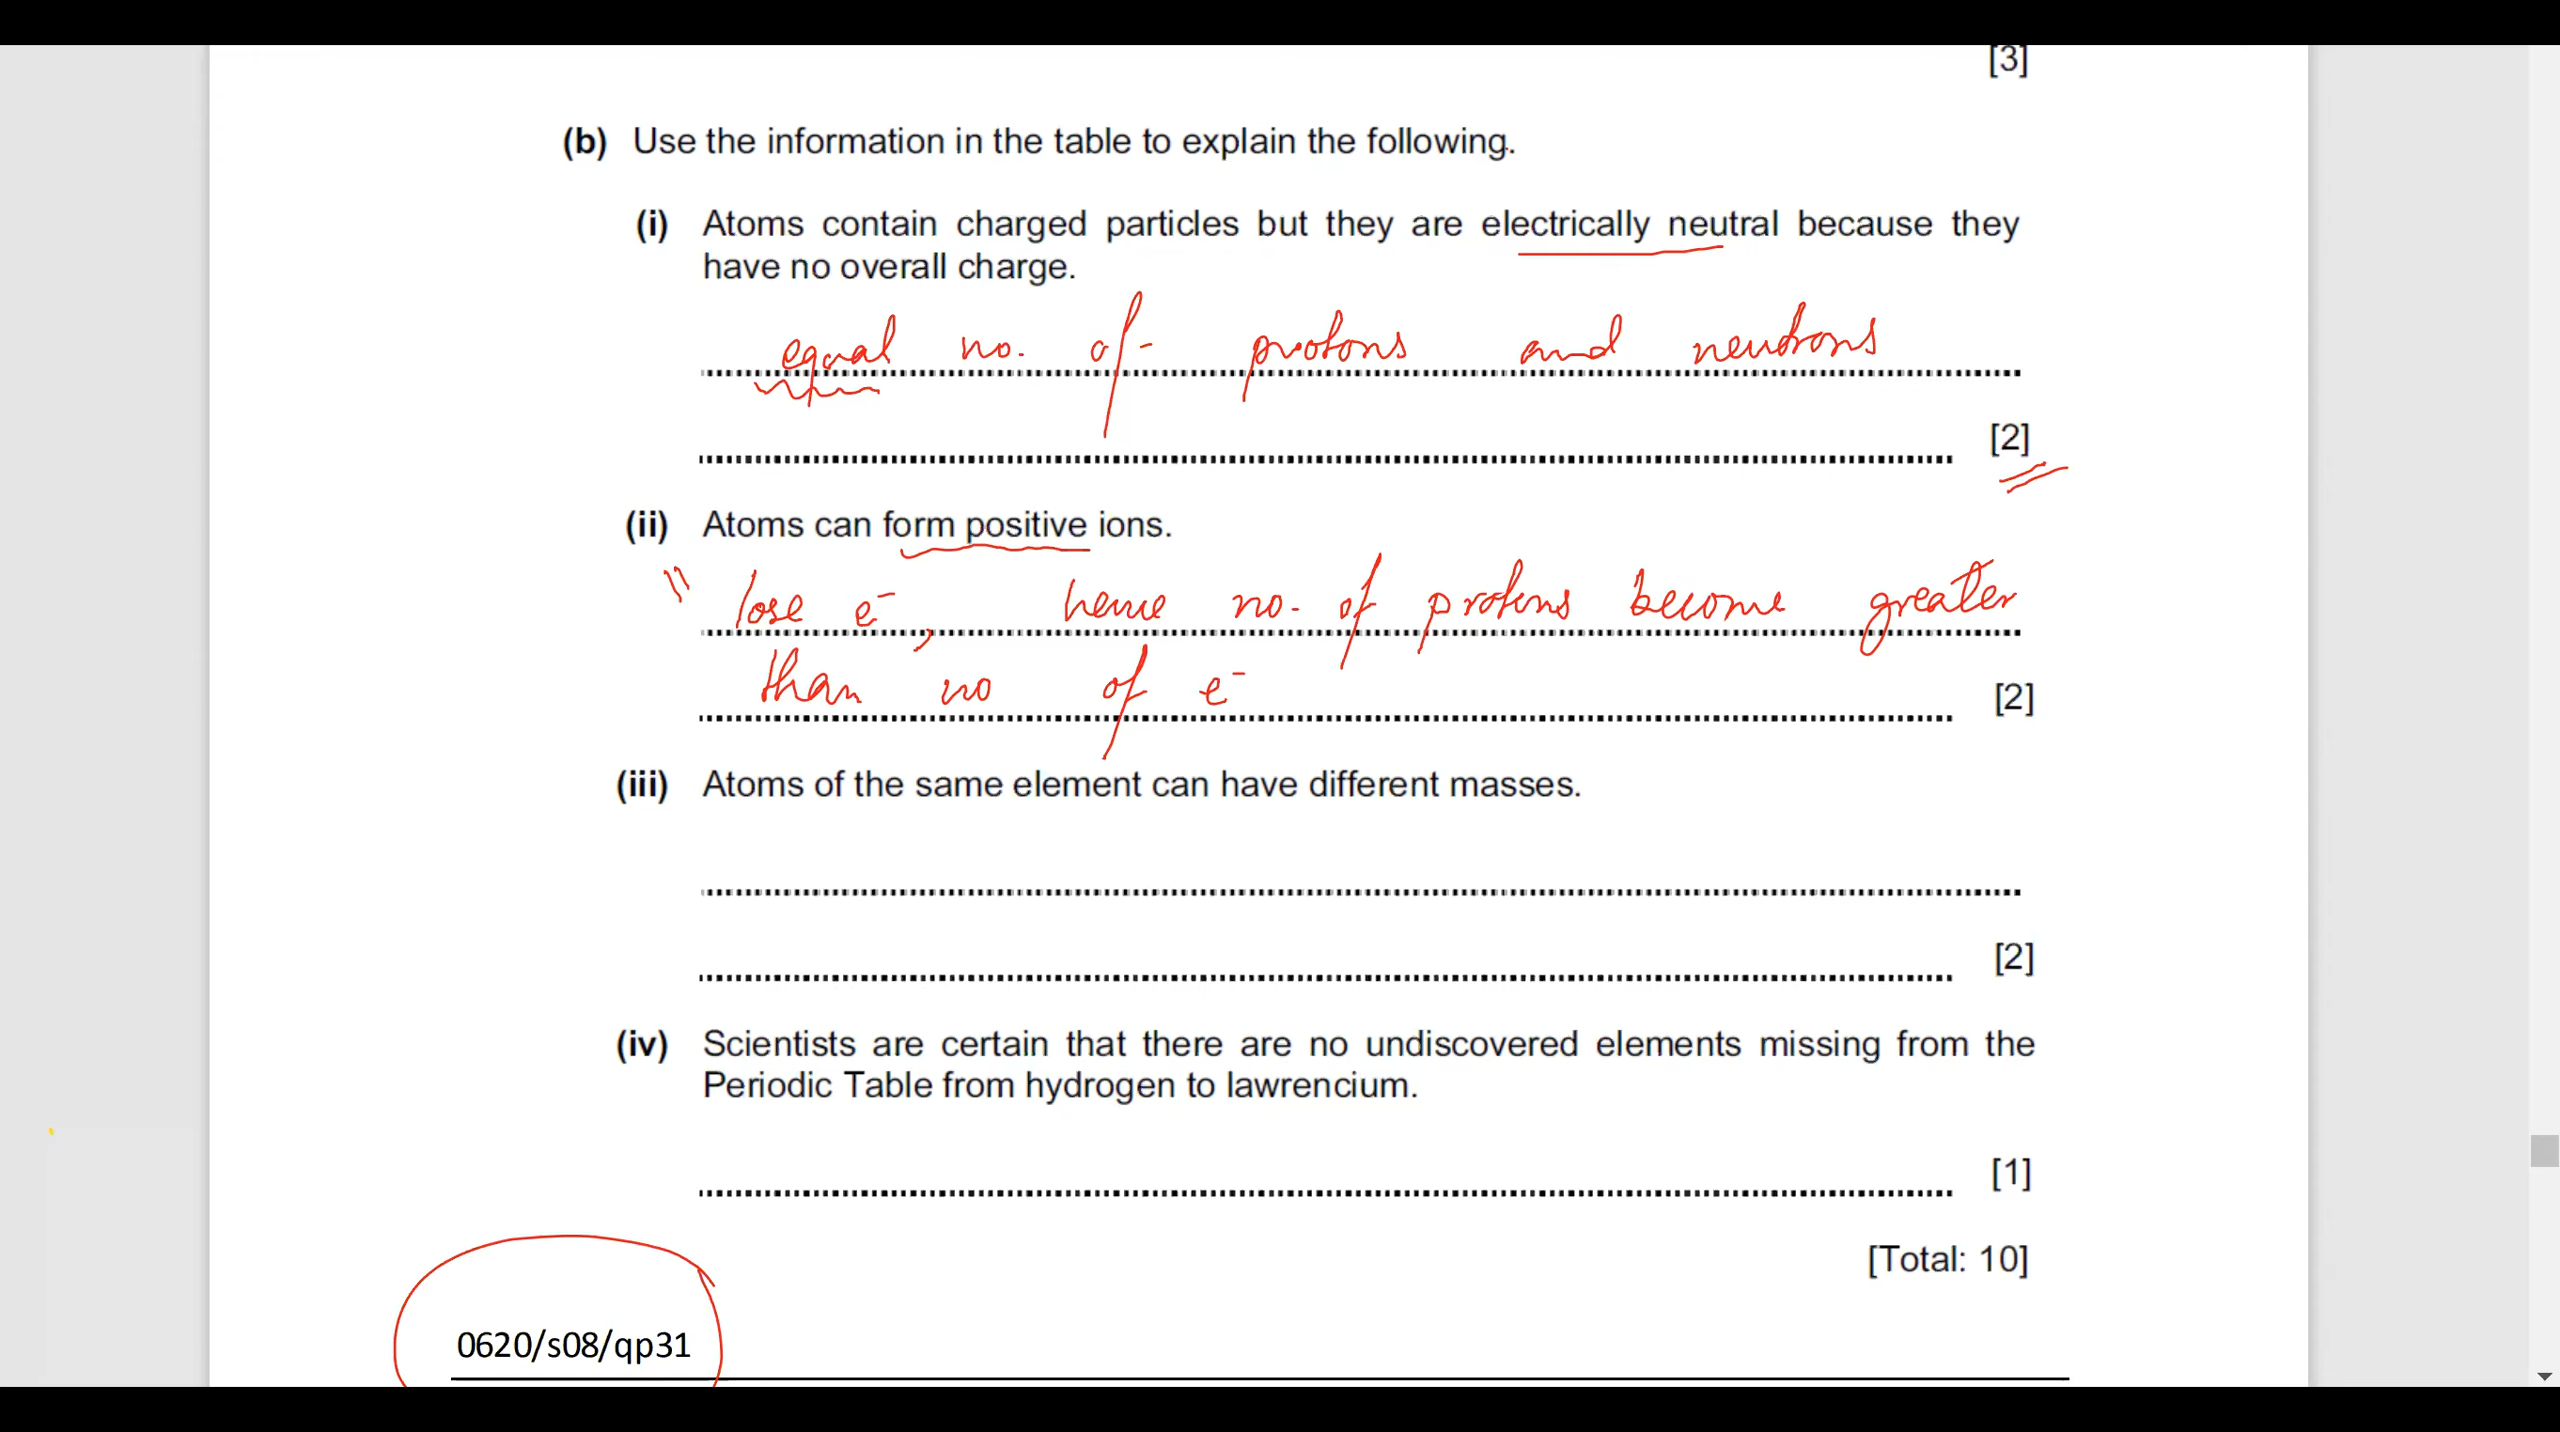 [3]
(b) Use the information in the table to explain the following.
(i) Atoms contain charged particles but they are electrically neutral because they
have no overall charge.
equal no. of protons and neutrons
[2]
(ii) Atoms can form positive ions.
" lose e⁻, hence no. of protons become greater
than no of e⁻ [2]
(iii) Atoms of the same element can have different masses.
[2]
(iv) Scientists are certain that there are no undiscovered elements missing from the
Periodic Table from hydrogen to lawrencium.
[1]
[Total: 10]
0620/s08/qp31